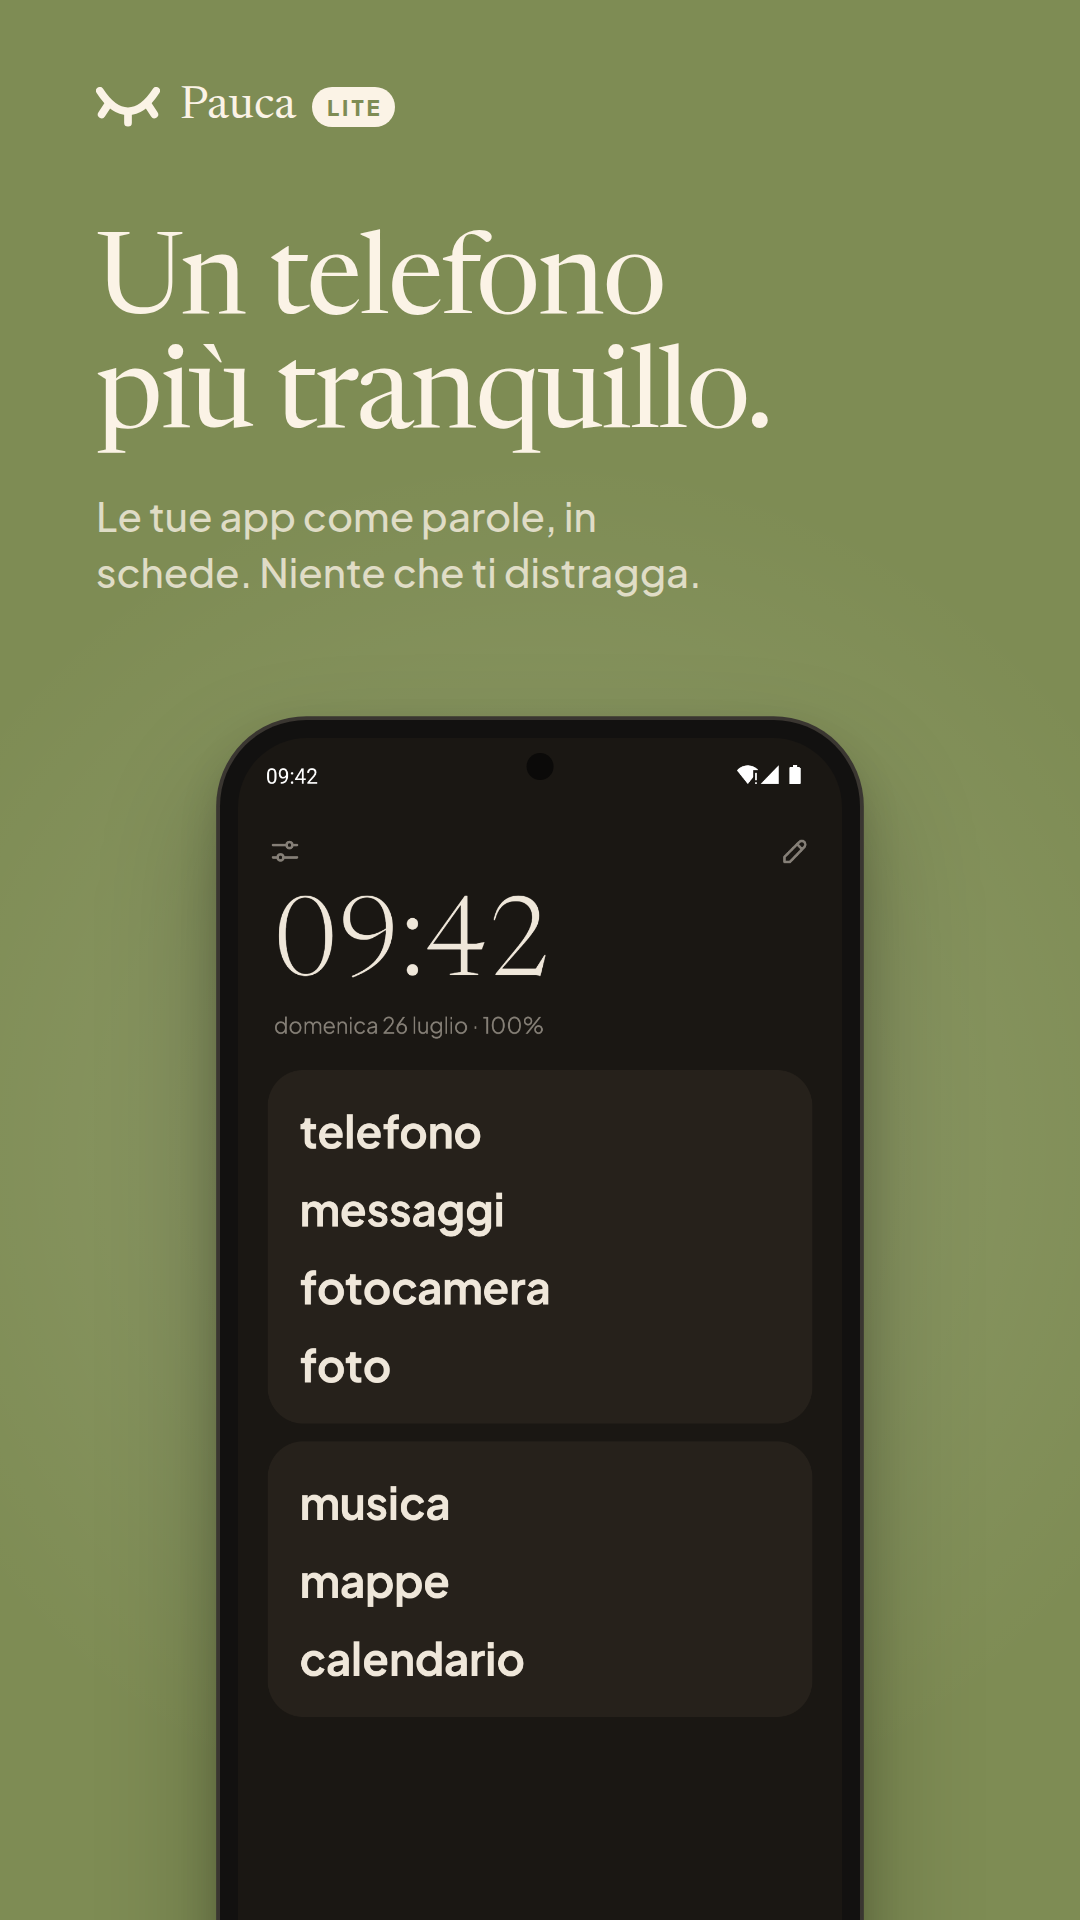 Pauca LITE
Un telefono
più tranquillo.
Le tue app come parole, in
schede. Niente che ti distragga.
09:42
09:42
domenica 26 luglio · 100%
telefono
messaggi
fotocamera
foto
musica
mappe
calendario